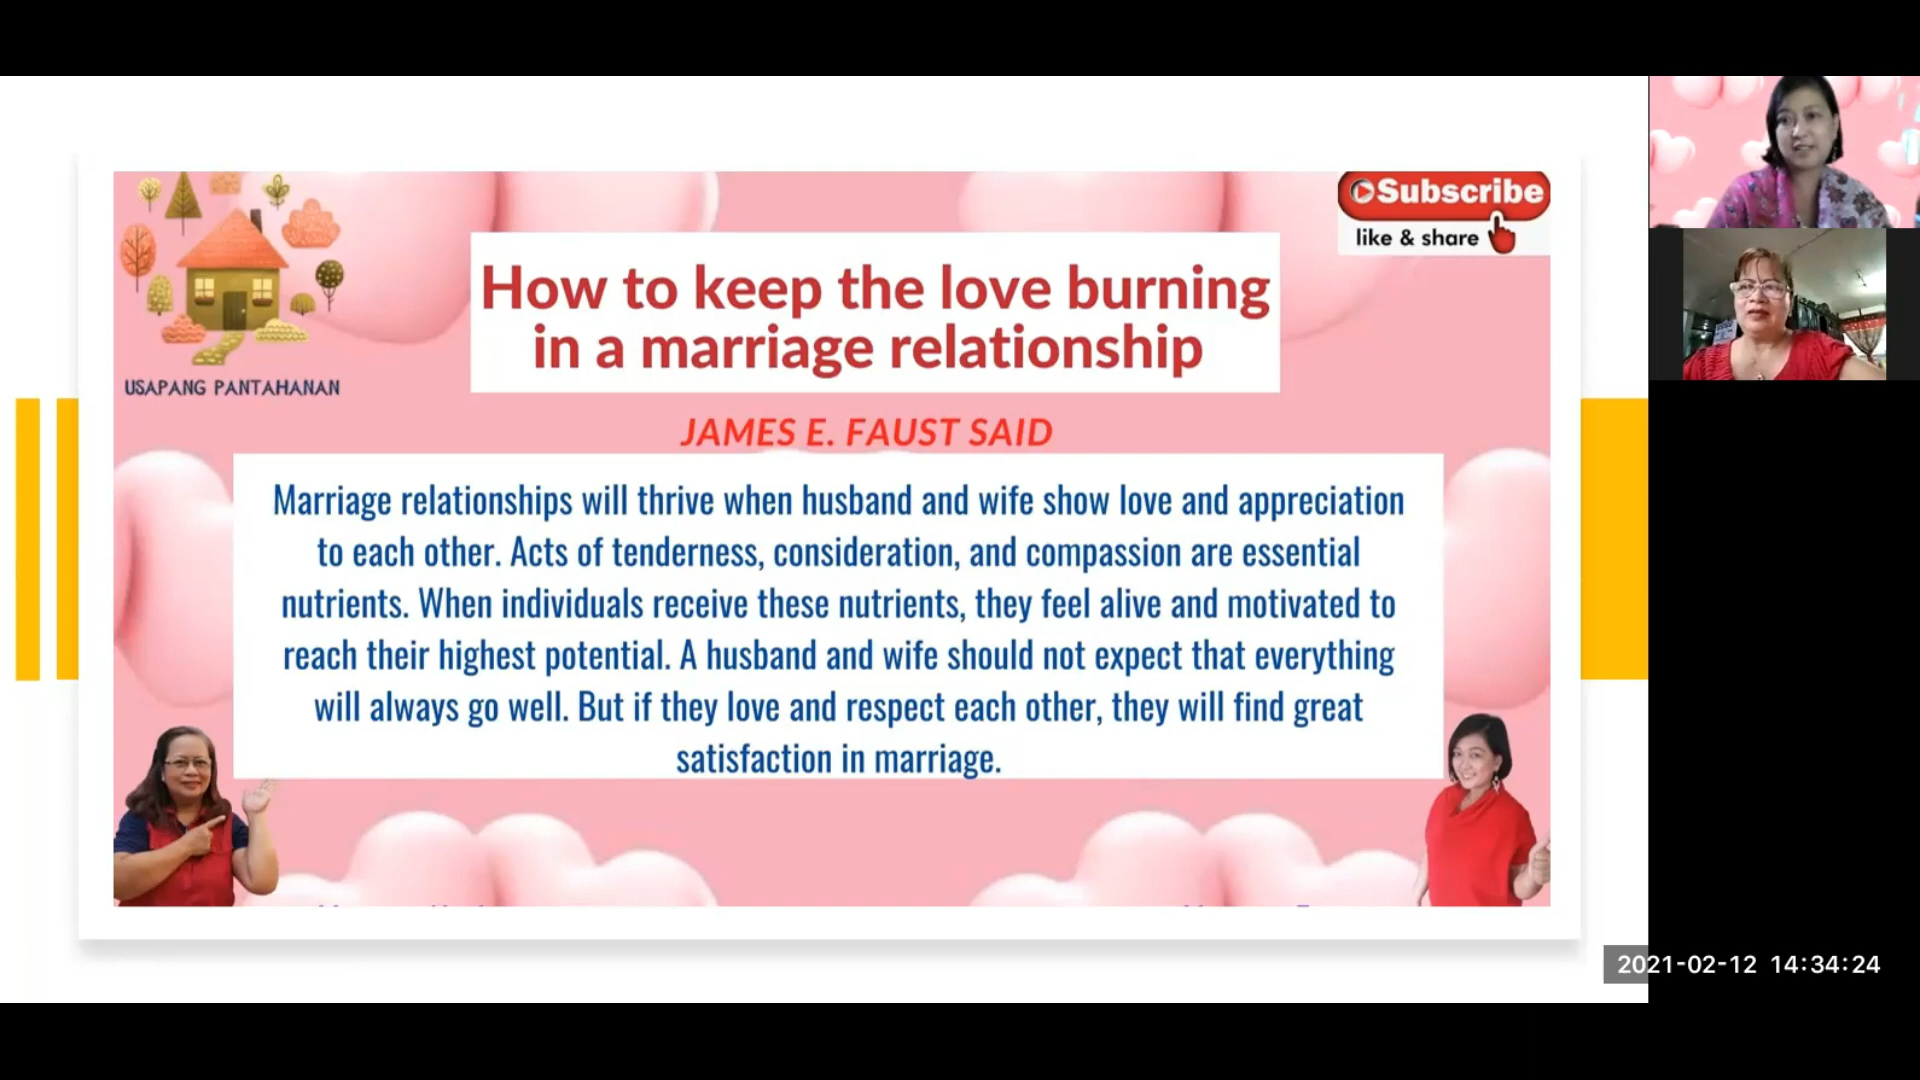 Subscribe
like & share
How to keep the love burning
in a marriage relationship
USAPANG PANTAHANAN
JAMES E. FAUST SAID
Marriage relationships will thrive when husband and wife show love and appreciation
to each other. Acts of tenderness, consideration, and compassion are essential
nutrients. When individuals receive these nutrients, they feel alive and motivated to
reach their highest potential. A husband and wife should not expect that everything
will always go well. But if they love and respect each other, they will find great
satisfaction in marriage.
2021-02-12 14:34:24